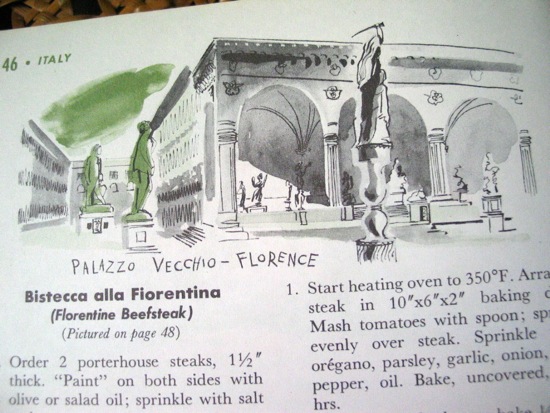 46 • ITALY
PALAZZO VECCHIO – FLORENCE
Bistecca alla Fiorentina
(Florentine Beefsteak)
(Pictured on page 48)
Order 2 porterhouse steaks, 1½″
thick. “Paint” on both sides with
olive or salad oil; sprinkle with salt
1. Start heating oven to 350°F. Arra
steak in 10″x6″x2″ baking d
Mash tomatoes with spoon; sp
evenly over steak. Sprinkle
orégano, parsley, garlic, onion,
pepper, oil. Bake, uncovered,
hrs.